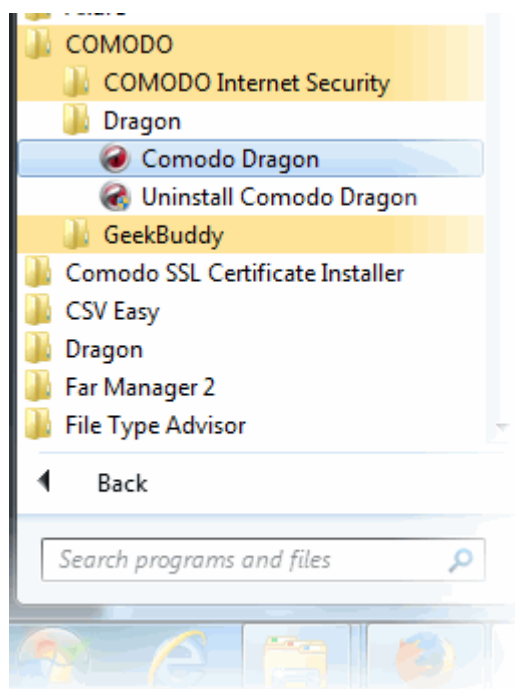 COMODO
COMODO Internet Security
Dragon
Comodo Dragon
Uninstall Comodo Dragon
GeekBuddy
Comodo SSL Certificate Installer
CSV Easy
Dragon
Far Manager 2
File Type Advisor
Back
Search programs and files